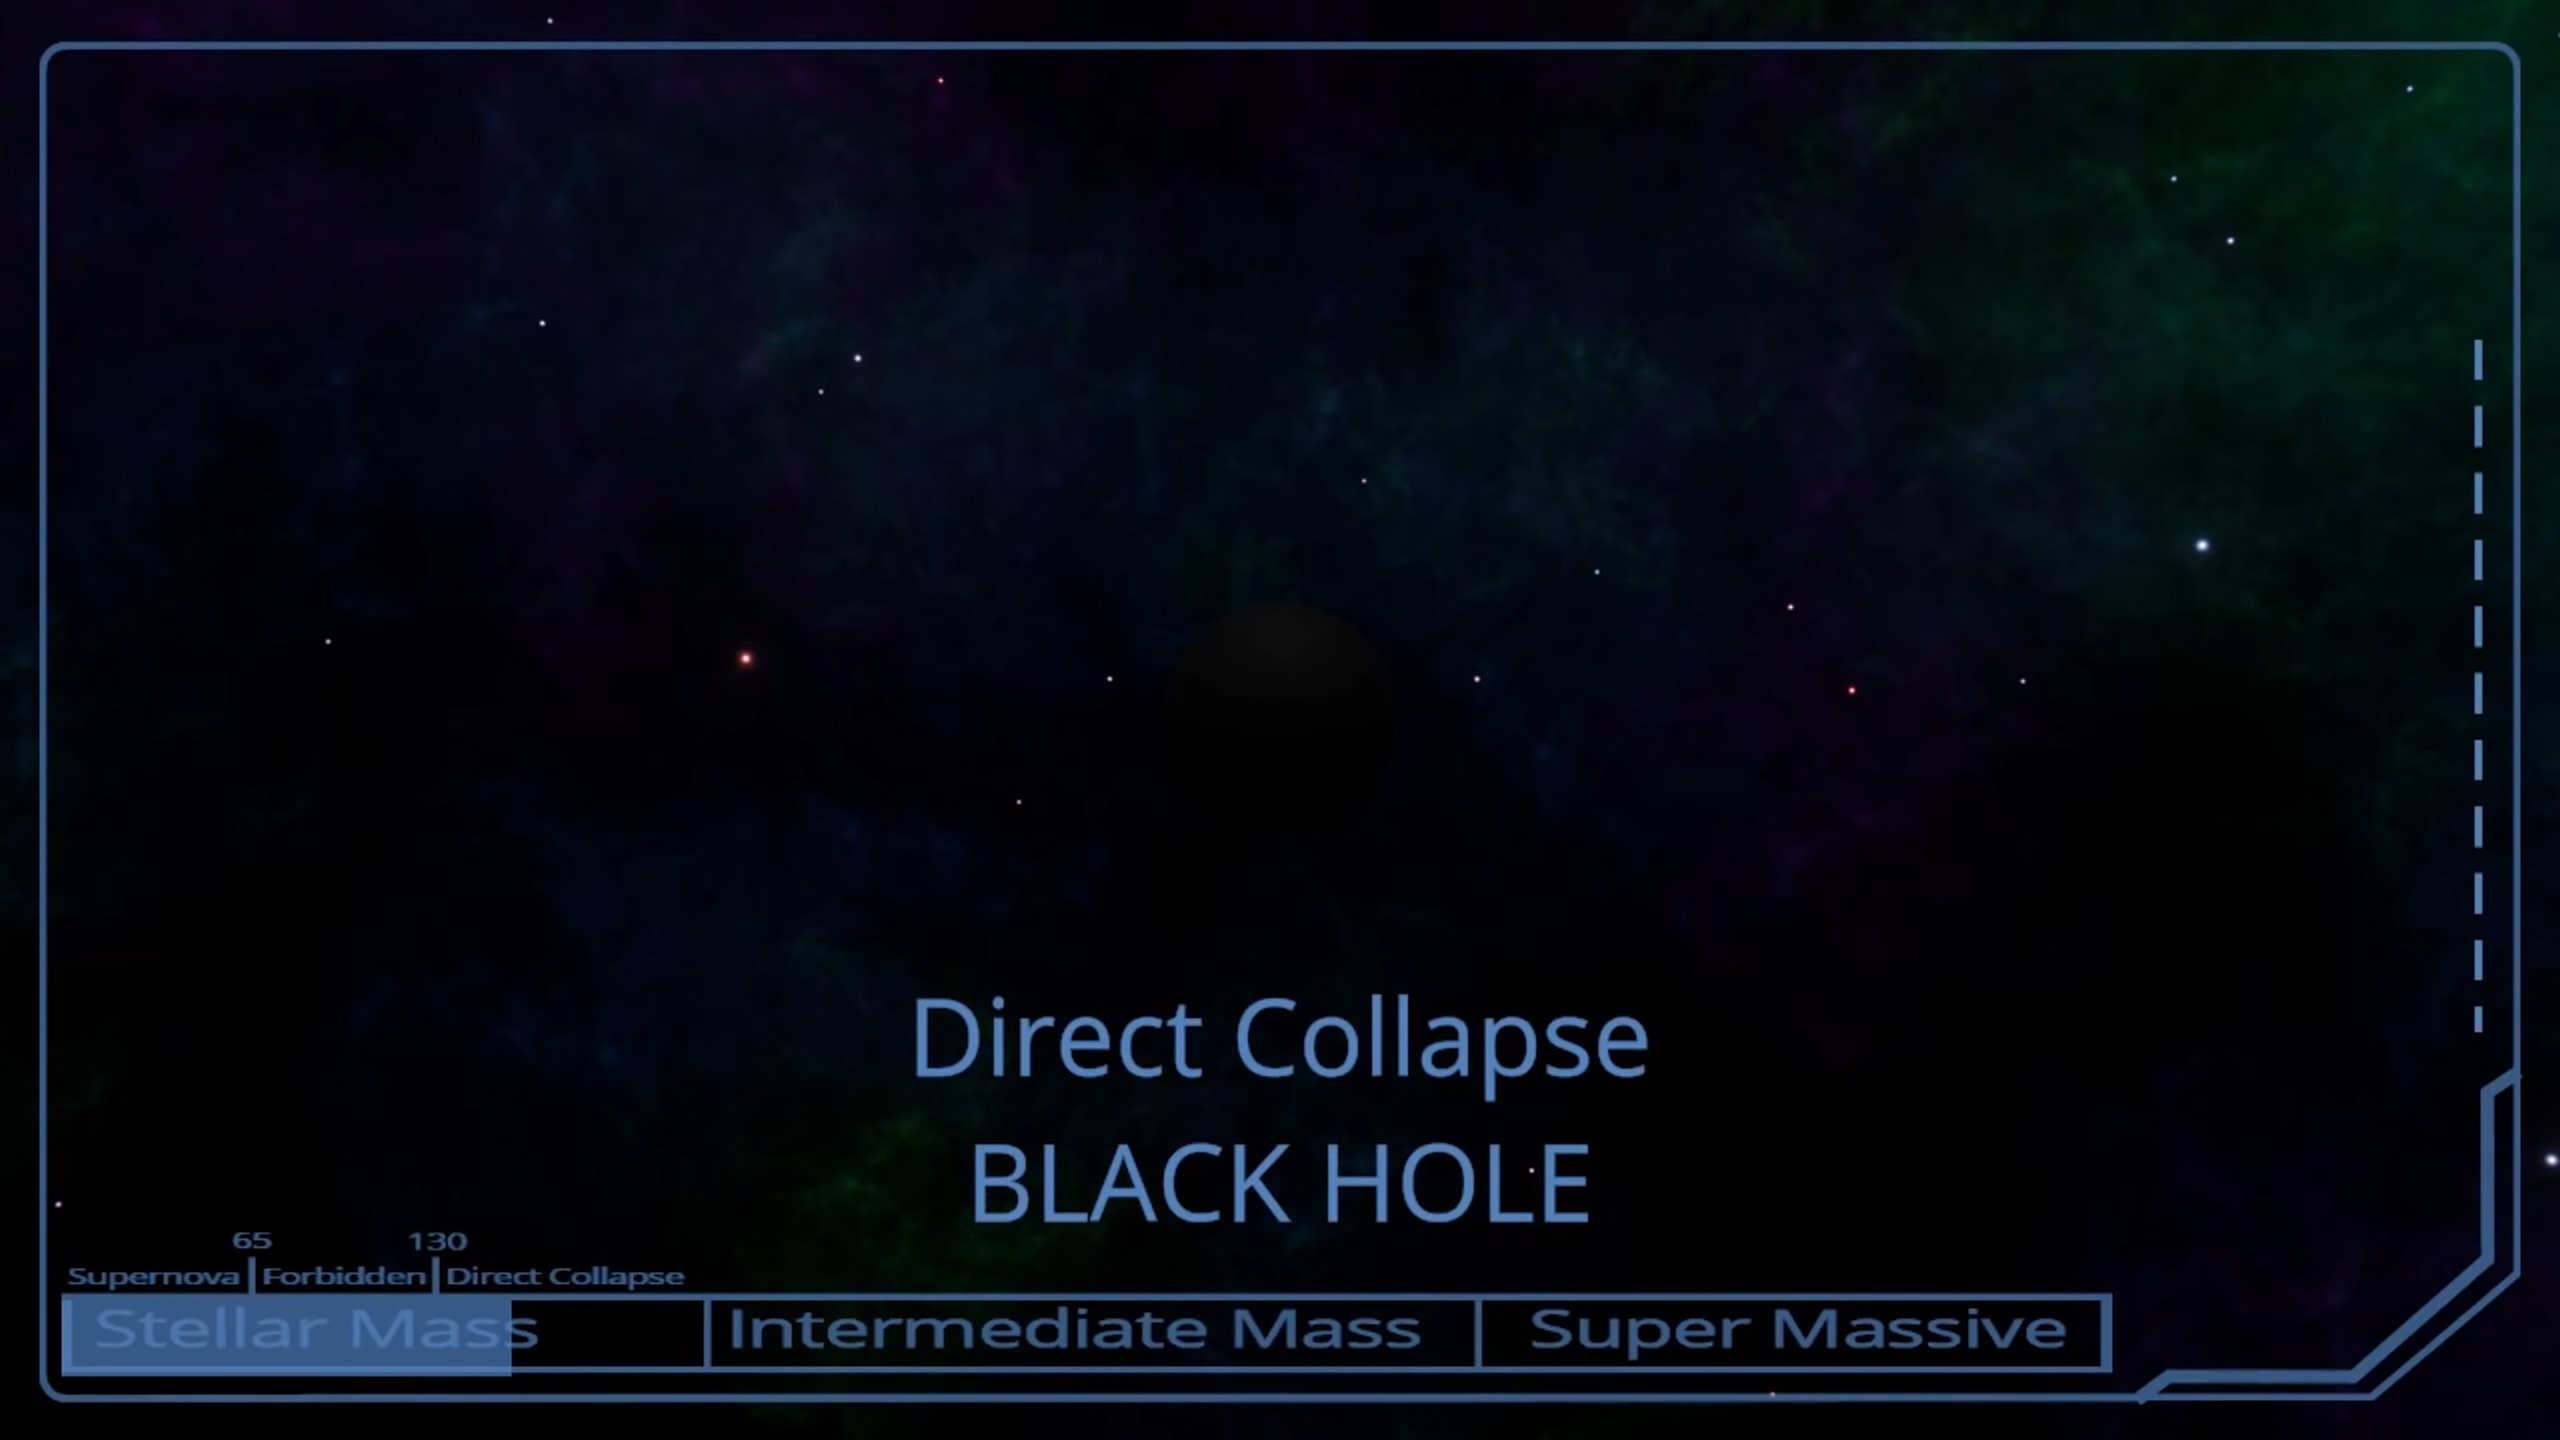 Direct Collapse
BLACK HOLE
65 130
Supernova Forbidden Direct Collapse
Stellar Mass Intermediate Mass Super Massive